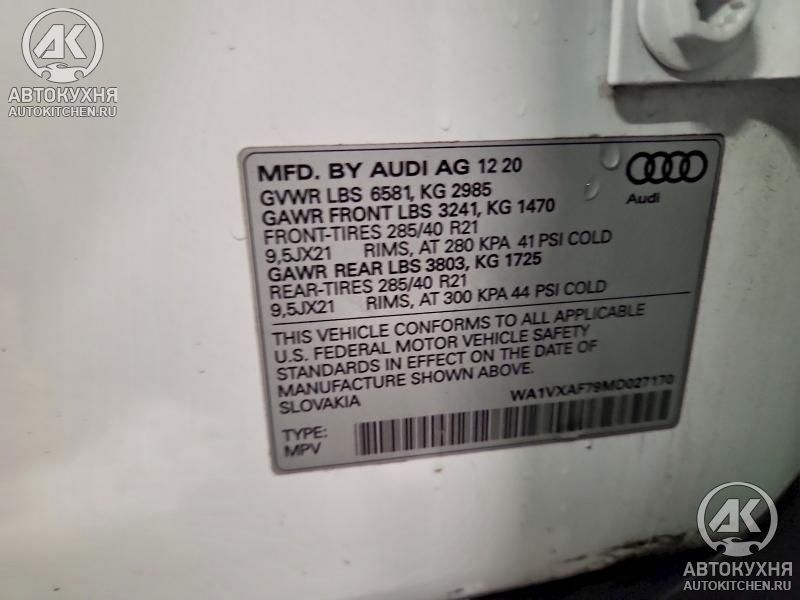 AK
АВТОКУХНЯ
AUTOKITCHEN.RU
MFD. BY AUDI AG 12 20
GVWR LBS 6581, KG 2985
GAWR FRONT LBS 3241, KG 1470
FRONT-TIRES 285/40 R21
9,5JX21 RIMS, AT 280 KPA 41 PSI COLD
GAWR REAR LBS 3803, KG 1725
REAR-TIRES 285/40 R21
9,5JX21 RIMS, AT 300 KPA 44 PSI COLD
Audi
THIS VEHICLE CONFORMS TO ALL APPLICABLE
U.S. FEDERAL MOTOR VEHICLE SAFETY
STANDARDS IN EFFECT ON THE DATE OF
MANUFACTURE SHOWN ABOVE.
SLOVAKIA
WA1VXAF79MD027170
TYPE:
MPV
AK
АВТОКУХНЯ
AUTOKITCHEN.RU